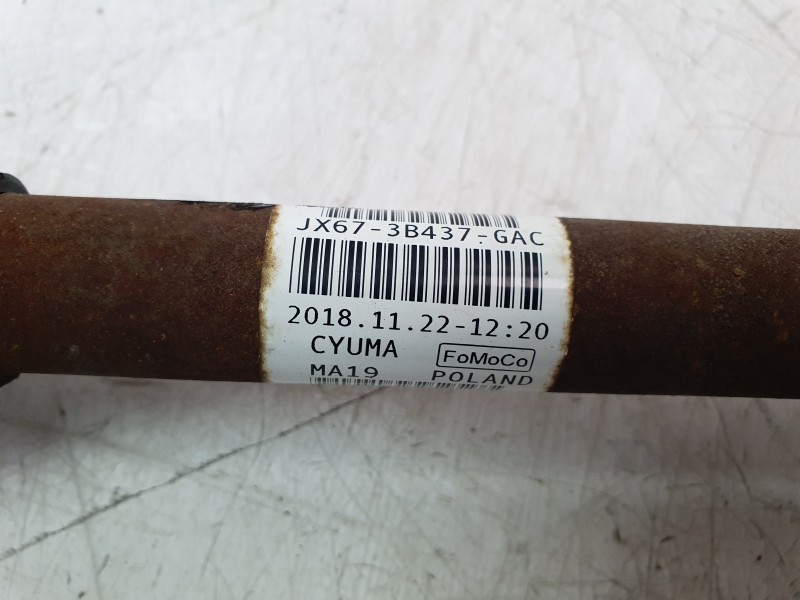 JX67-3B437-GAC
2018.11.22-12:20
CYUMA FoMoCo
MA19 POLAND